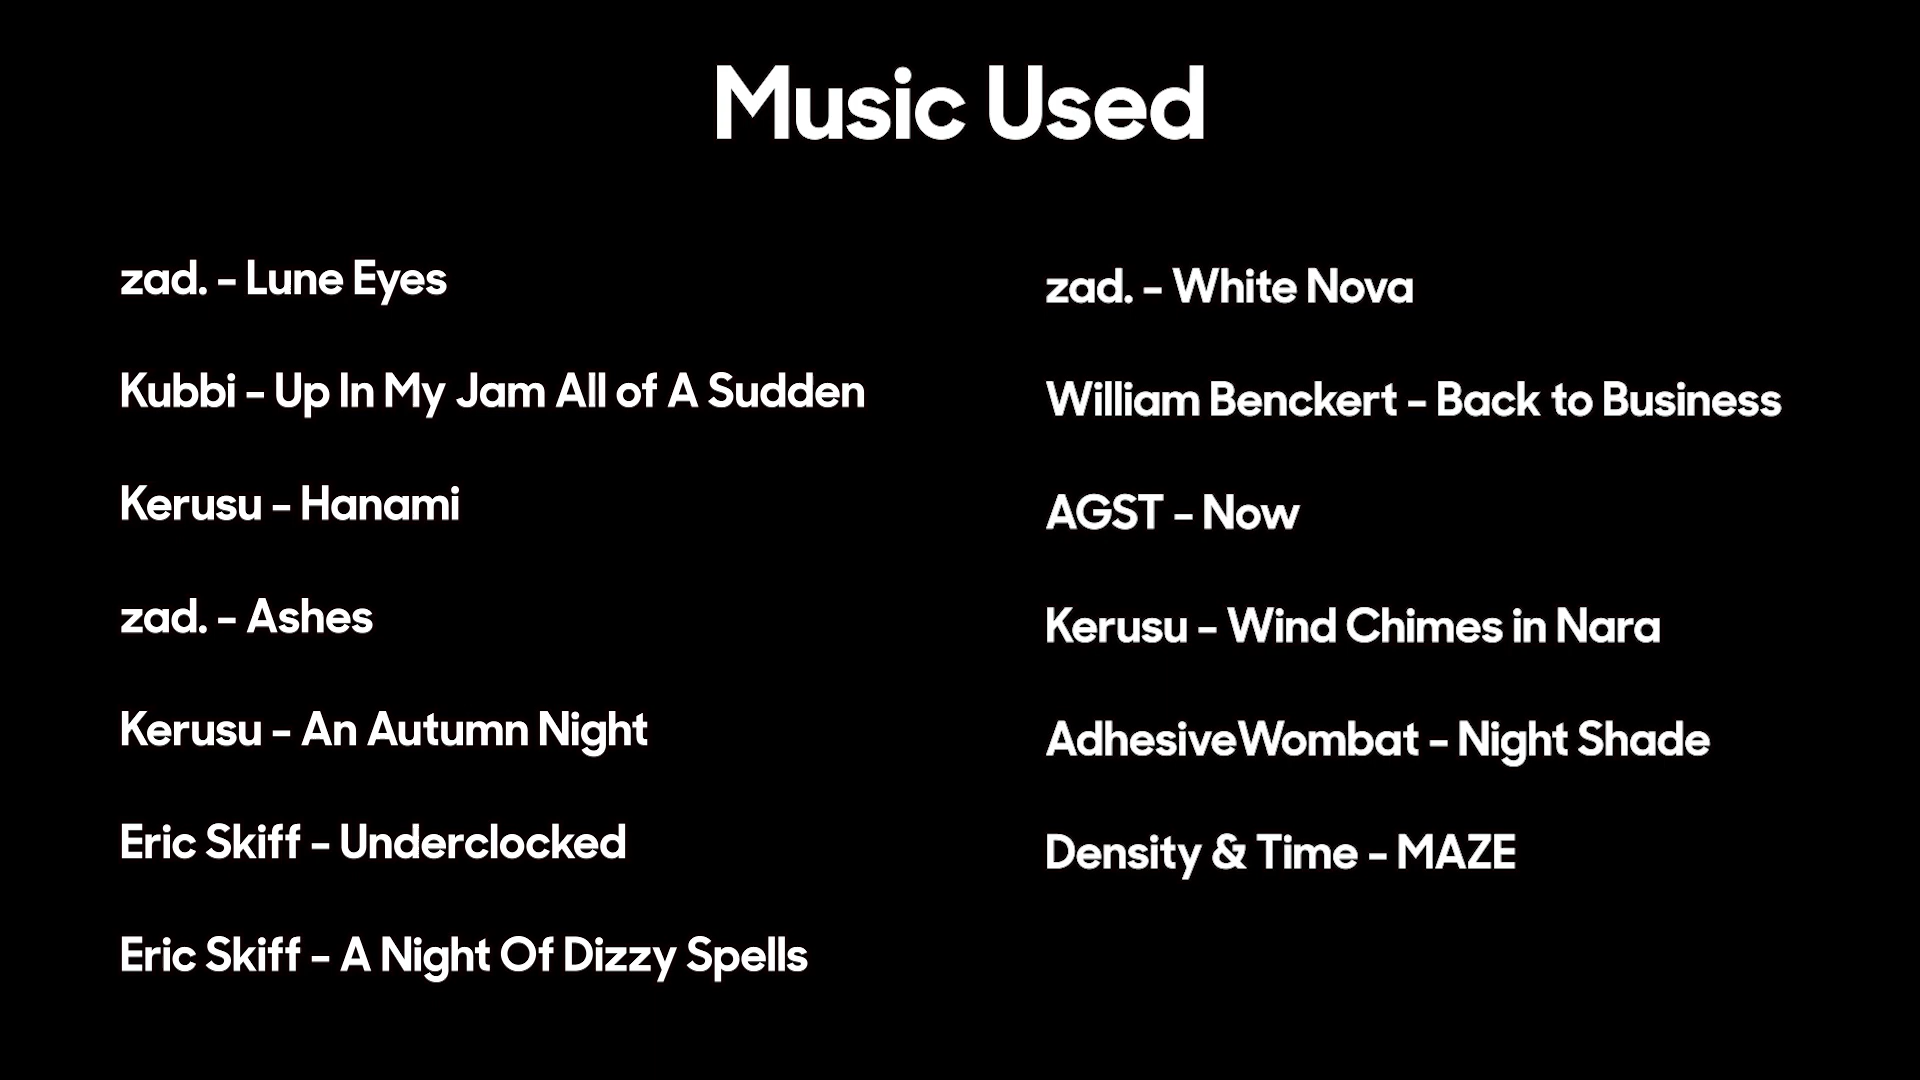 Music Used
zad. - Lune Eyes
Kubbi - Up In My Jam All of A Sudden
Kerusu - Hanami
zad. - Ashes
Kerusu - An Autumn Night
Eric Skiff - Underclocked
Eric Skiff - A Night Of Dizzy Spells
zad. - White Nova
William Benckert - Back to Business
AGST - Now
Kerusu - Wind Chimes in Nara
AdhesiveWombat - Night Shade
Density & Time - MAZE